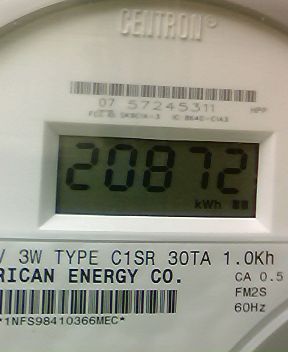 CENTRON®
07 57245311 HPP
20872
kWh
V 3W TYPE C1SR 30TA 1.0Kh
RICAN ENERGY CO.
CA 0.5
FM2S
60Hz
*1NFS98410366MEC*